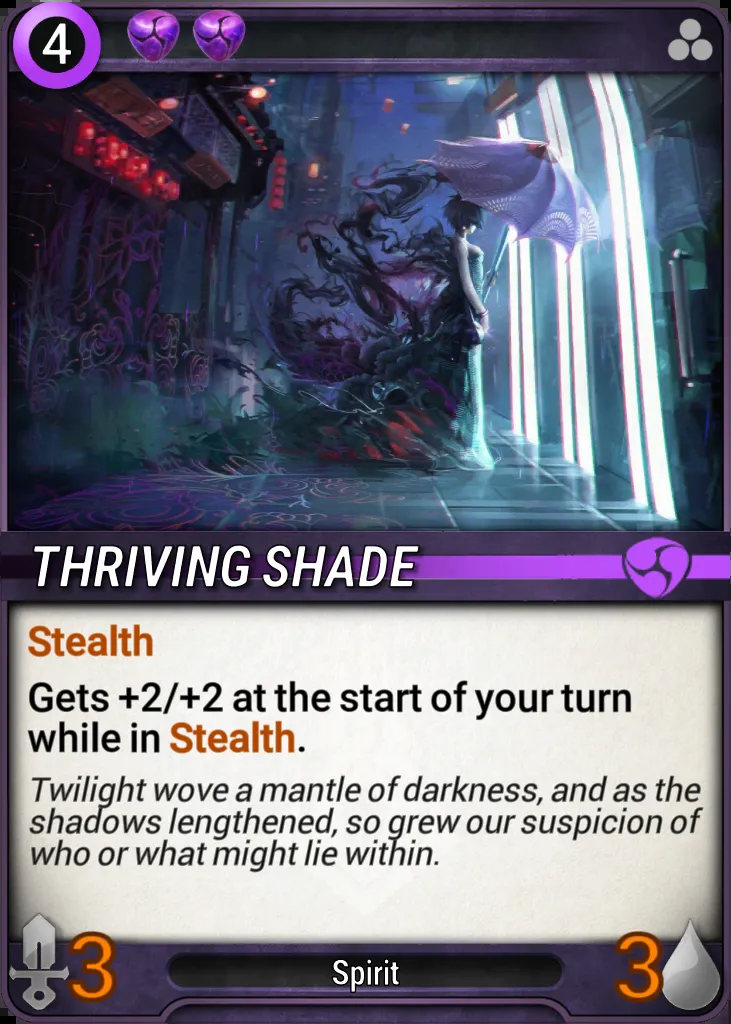 4
THRIVING SHADE
Stealth
Gets +2/+2 at the start of your turn
while in Stealth.
Twilight wove a mantle of darkness, and as the
shadows lengthened, so grew our suspicion of
who or what might lie within.
3
Spirit
3